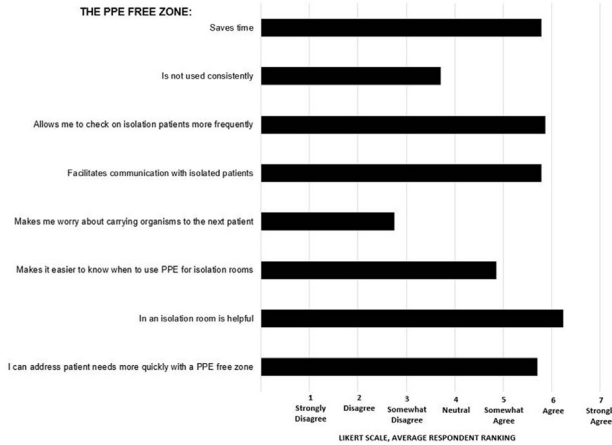 THE PPE FREE ZONE:
Saves time
Is not used consistently
Allows me to check on isolation patients more frequently
Facilitates communication with isolated patients
Makes me worry about carrying organisms to the next patient
Makes it easier to know when to use PPE for isolation rooms
In an isolation room is helpful
I can address patient needs more quickly with a PPE free zone
1 2 3 4 5 6 7
Strongly Disagree Somewhat Neutral Somewhat Agree Strongly
Disagree Disagree Agree Agree
LIKERT SCALE, AVERAGE RESPONDENT RANKING